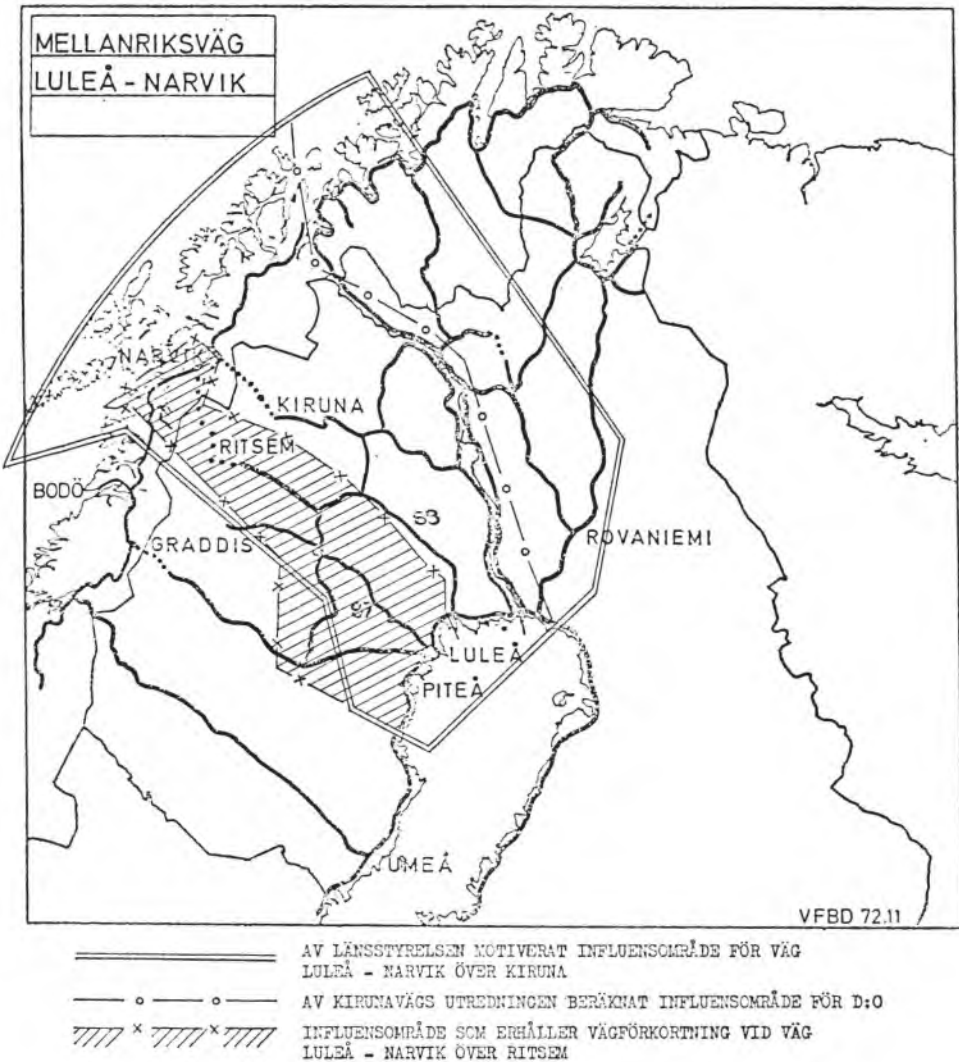 MELLANRIKSVÄG
LULEÅ - NARVIK
NARVIK
KIRUNA
RITSEM
BODÖ
98
GRADDIS
ROVANIEMI
97
LULEÅ
PITEÅ
UMEÅ
VFBD 72.11
AV LÄNSSTYRELSEN MOTIVERAT INFLUENSOMRÅDE FÖR VÄG
LULEÅ - NARVIK ÖVER KIRUNA
AV KIRUNAVÄGS UTREDNINGEN BERÄKNAT INFLUENSOMRÅDE FÖR D:O
INFLUENSOMRÅDE SOM ERHÅLLER VÄGFÖRKORTNING VID VÄG
LULEÅ - NARVIK ÖVER RITSEM